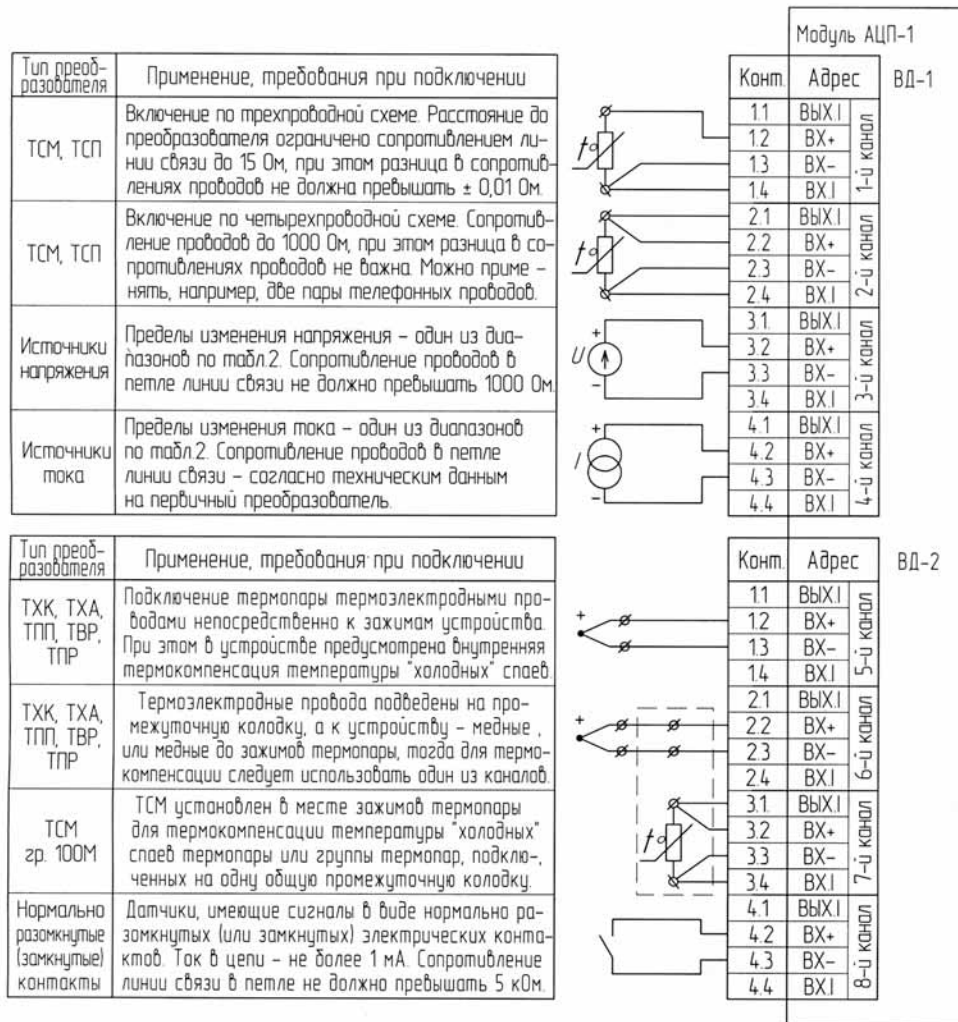 Модуль АЦП-1
Тип преоб-
разователя
Применение, требования при подключении
Конт.
Адрес
ВД-1
ТСМ, ТСП
Включение по трехпроводной схеме. Расстояние до
преобразователя ограничено сопротивлением ли-
нии связи до 15 Ом, при этом разница в сопротив-
лениях проводов не должна превышать ± 0,01 Ом.
t°
1.1 ВЫХ.I
1.2 ВХ+
1.3 ВХ-
1.4 ВХ.I
1-й канал
ТСМ, ТСП
Включение по четырехпроводной схеме. Сопротив-
ление проводов до 1000 Ом, при этом разница в со-
противлениях проводов не важна. Можно приме -
нять, например, две пары телефонных проводов.
t°
2.1 ВЫХ.I
2.2 ВХ+
2.3 ВХ-
2.4 ВХ.I
2-й канал
Источники
напряжения
Пределы изменения напряжения – один из диа-
пазонов по табл.2. Сопротивление проводов в
петле линии связи не должно превышать 1000 Ом.
+
U
–
3.1. ВЫХ.I
3.2 ВХ+
3.3 ВХ-
3.4 ВХ.I
3-й канал
Источники
тока
Пределы изменения тока – один из диапазонов
по табл.2. Сопротивление проводов в петле
линии связи – согласно техническим данным
на первичный преобразователь.
+
I
–
4.1 ВЫХ.I
4.2 ВХ+
4.3 ВХ-
4.4 ВХ.I
4-й канал
Тип преоб-
разователя
Применение, требования при подключении
Конт.
Адрес
ВД-2
ТХК, ТХА,
ТПП, ТВР,
ТПР
Подключение термопары термоэлектродными про-
водами непосредственно к зажимам устройства.
При этом в устройстве предусмотрена внутренняя
термокомпенсация температуры "холодных" спаев.
+
1.1 ВЫХ.I
1.2 ВХ+
1.3 ВХ-
1.4 ВХ.I
5-й канал
ТХК, ТХА,
ТПП, ТВР,
ТПР
Термоэлектродные провода подведены на про-
межуточную колодку, а к устройству – медные ,
или медные до зажимов термопары, тогда для термо-
компенсации следует использовать один из каналов.
+
2.1 ВЫХ.I
2.2 ВХ+
2.3 ВХ-
2.4 ВХ.I
6-й канал
ТСМ
гр. 100М
ТСМ установлен в месте зажимов термопары
для термокомпенсации температуры "холодных"
спаев термопары или группы термопар, подклю-,
ченных на одну общую промежуточную колодку.
t°
3.1. ВЫХ.I
3.2 ВХ+
3.3 ВХ-
3.4 ВХ.I
7-й канал
Нормально
разомкнутые
(замкнутые)
контакты
Датчики, имеющие сигналы в виде нормально ра-
зомкнутых (или замкнутых) электрических конта-
ктов. Ток в цепи – не более 1 мА. Сопротивление
линии связи в петле не должно превышать 5 кОм.
4.1 ВЫХ.I
4.2 ВХ+
4.3 ВХ-
4.4 ВХ.I
8-й канал